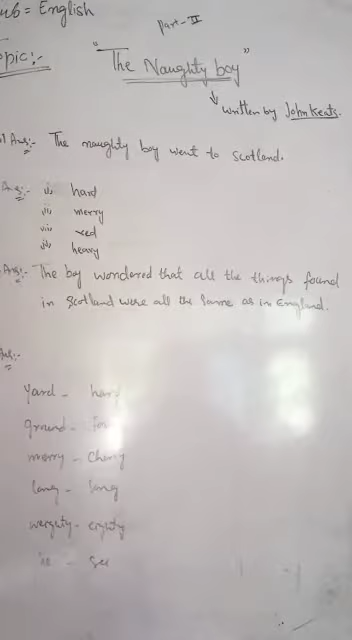 Sub = English
Part-II
Topic:-
"The Naughty boy"
↓ written by John Keats.
Ans:- The naughty boy went to scotland.
Ans:- i) hard
ii) merry
iii) red
iv) heavy
Ans:- The boy wondered that all the things found
in scotland were all the same as in England.
Ans:-
yard - hard
ground -
merry - Cherry
long - song
weighty - eighty